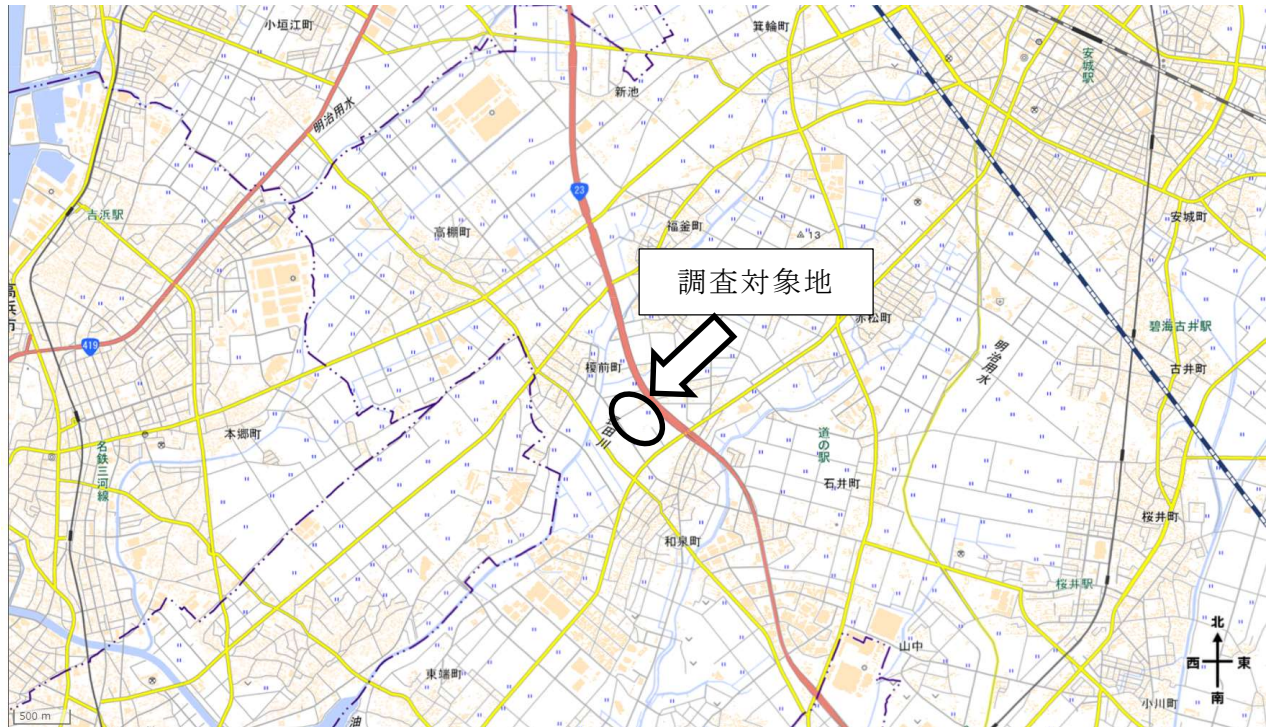 小垣江町
箕輪町
安城駅
新池
明治用水
23
吉浜駅
高棚町
福釜町
13
安城町
調査対象地
高浜市
赤松町
碧海古井駅
419
明治用水
古井町
榎前町
本郷町
田川
道の駅
名鉄三河線
石井町
桜井町
和泉町
桜井駅
北
山中
西
東
東端町
南
小川町
500 m
油